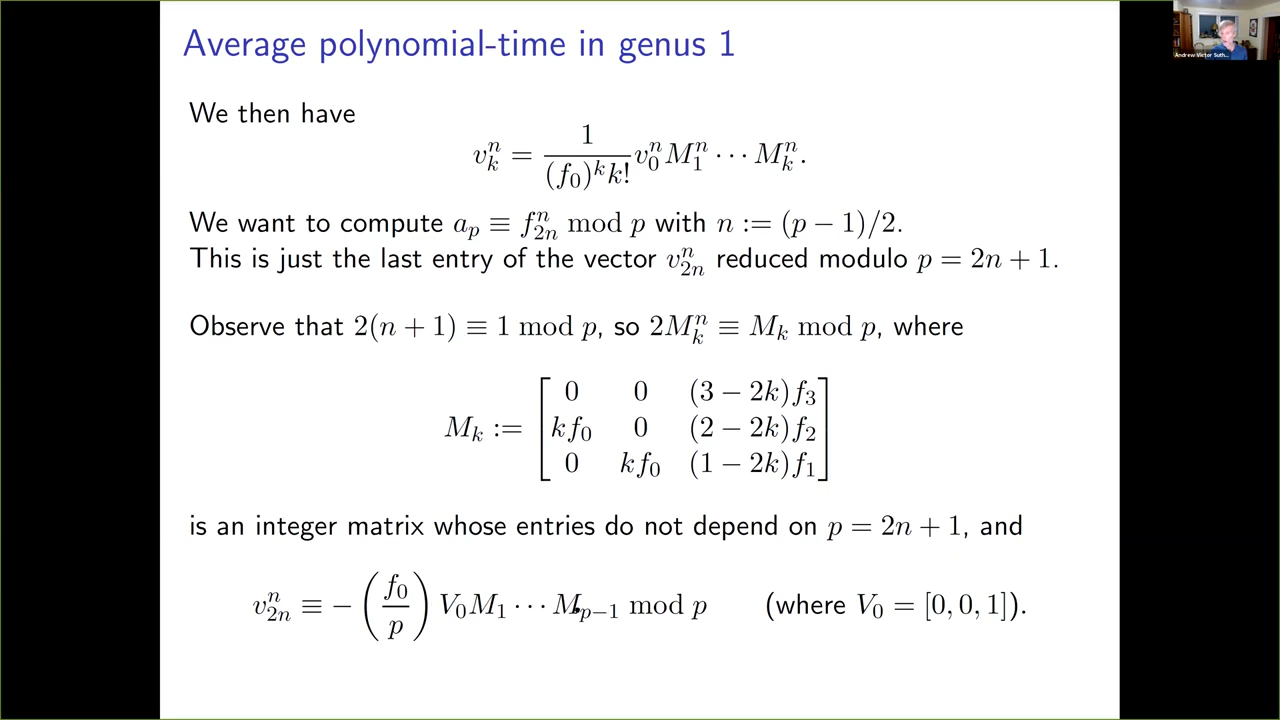 Average polynomial-time in genus 1
Andrew Victor Suth...
We then have
v_k^n = \frac{1}{(f_0)^k k!} v_0^n M_1^n \cdots M_k^n.
We want to compute a_p ≡ f_{2n}^n mod p with n := (p − 1)/2.
This is just the last entry of the vector v_{2n}^n reduced modulo p = 2n + 1.
Observe that 2(n + 1) ≡ 1 mod p, so 2M_k^n ≡ M_k mod p, where
M_k := \begin{bmatrix} 0 & 0 & (3 − 2k)f_3 \\ kf_0 & 0 & (2 − 2k)f_2 \\ 0 & kf_0 & (1 − 2k)f_1 \end{bmatrix}
is an integer matrix whose entries do not depend on p = 2n + 1, and
v_{2n}^n ≡ − \left(\frac{f_0}{p}\right) V_0 M_1 \cdots M_{p−1} mod p (where V_0 = [0, 0, 1]).